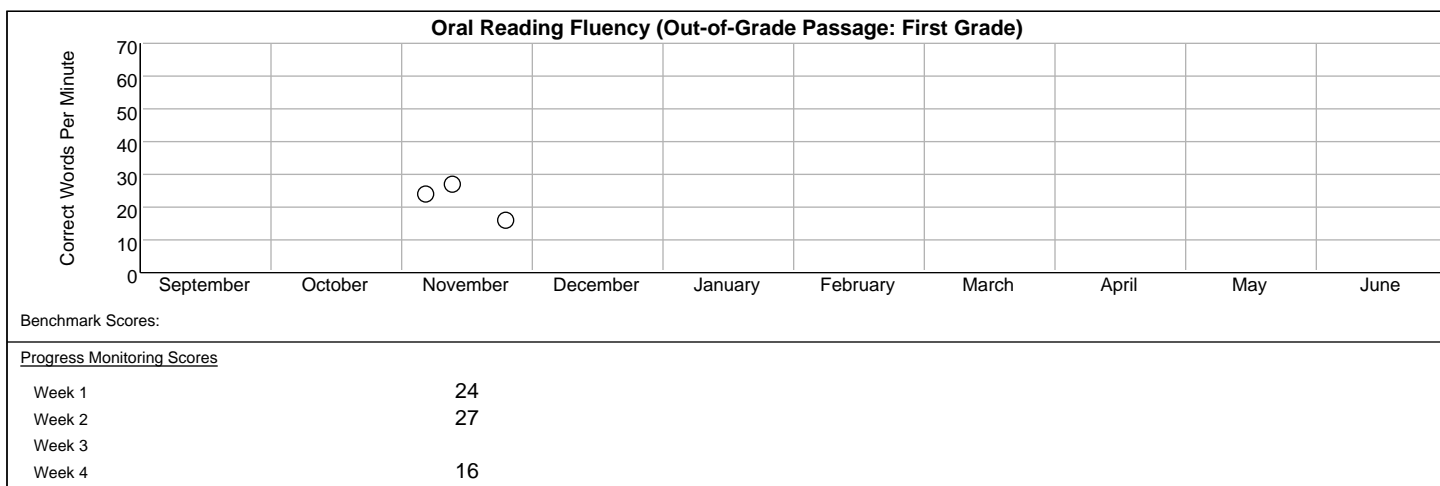 Oral Reading Fluency (Out-of-Grade Passage: First Grade)
Correct Words Per Minute
70
60
50
40
30
20
10
0
September October November December January February March April May June
Benchmark Scores:
Progress Monitoring Scores
Week 1 24
Week 2 27
Week 3
Week 4 16